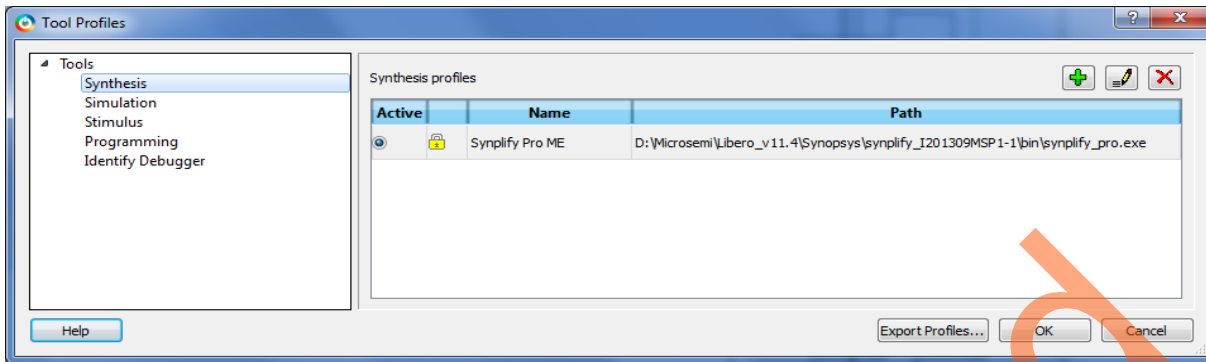 Tool Profiles
Tools
Synthesis
Simulation
Stimulus
Programming
Identify Debugger
Synthesis profiles
Active Name Path
Synplify Pro ME D:\Microsemi\Libero_v11.4\Synopsys\synplify_I201309MSP1-1\bin\synplify_pro.exe
Help Export Profiles... OK Cancel